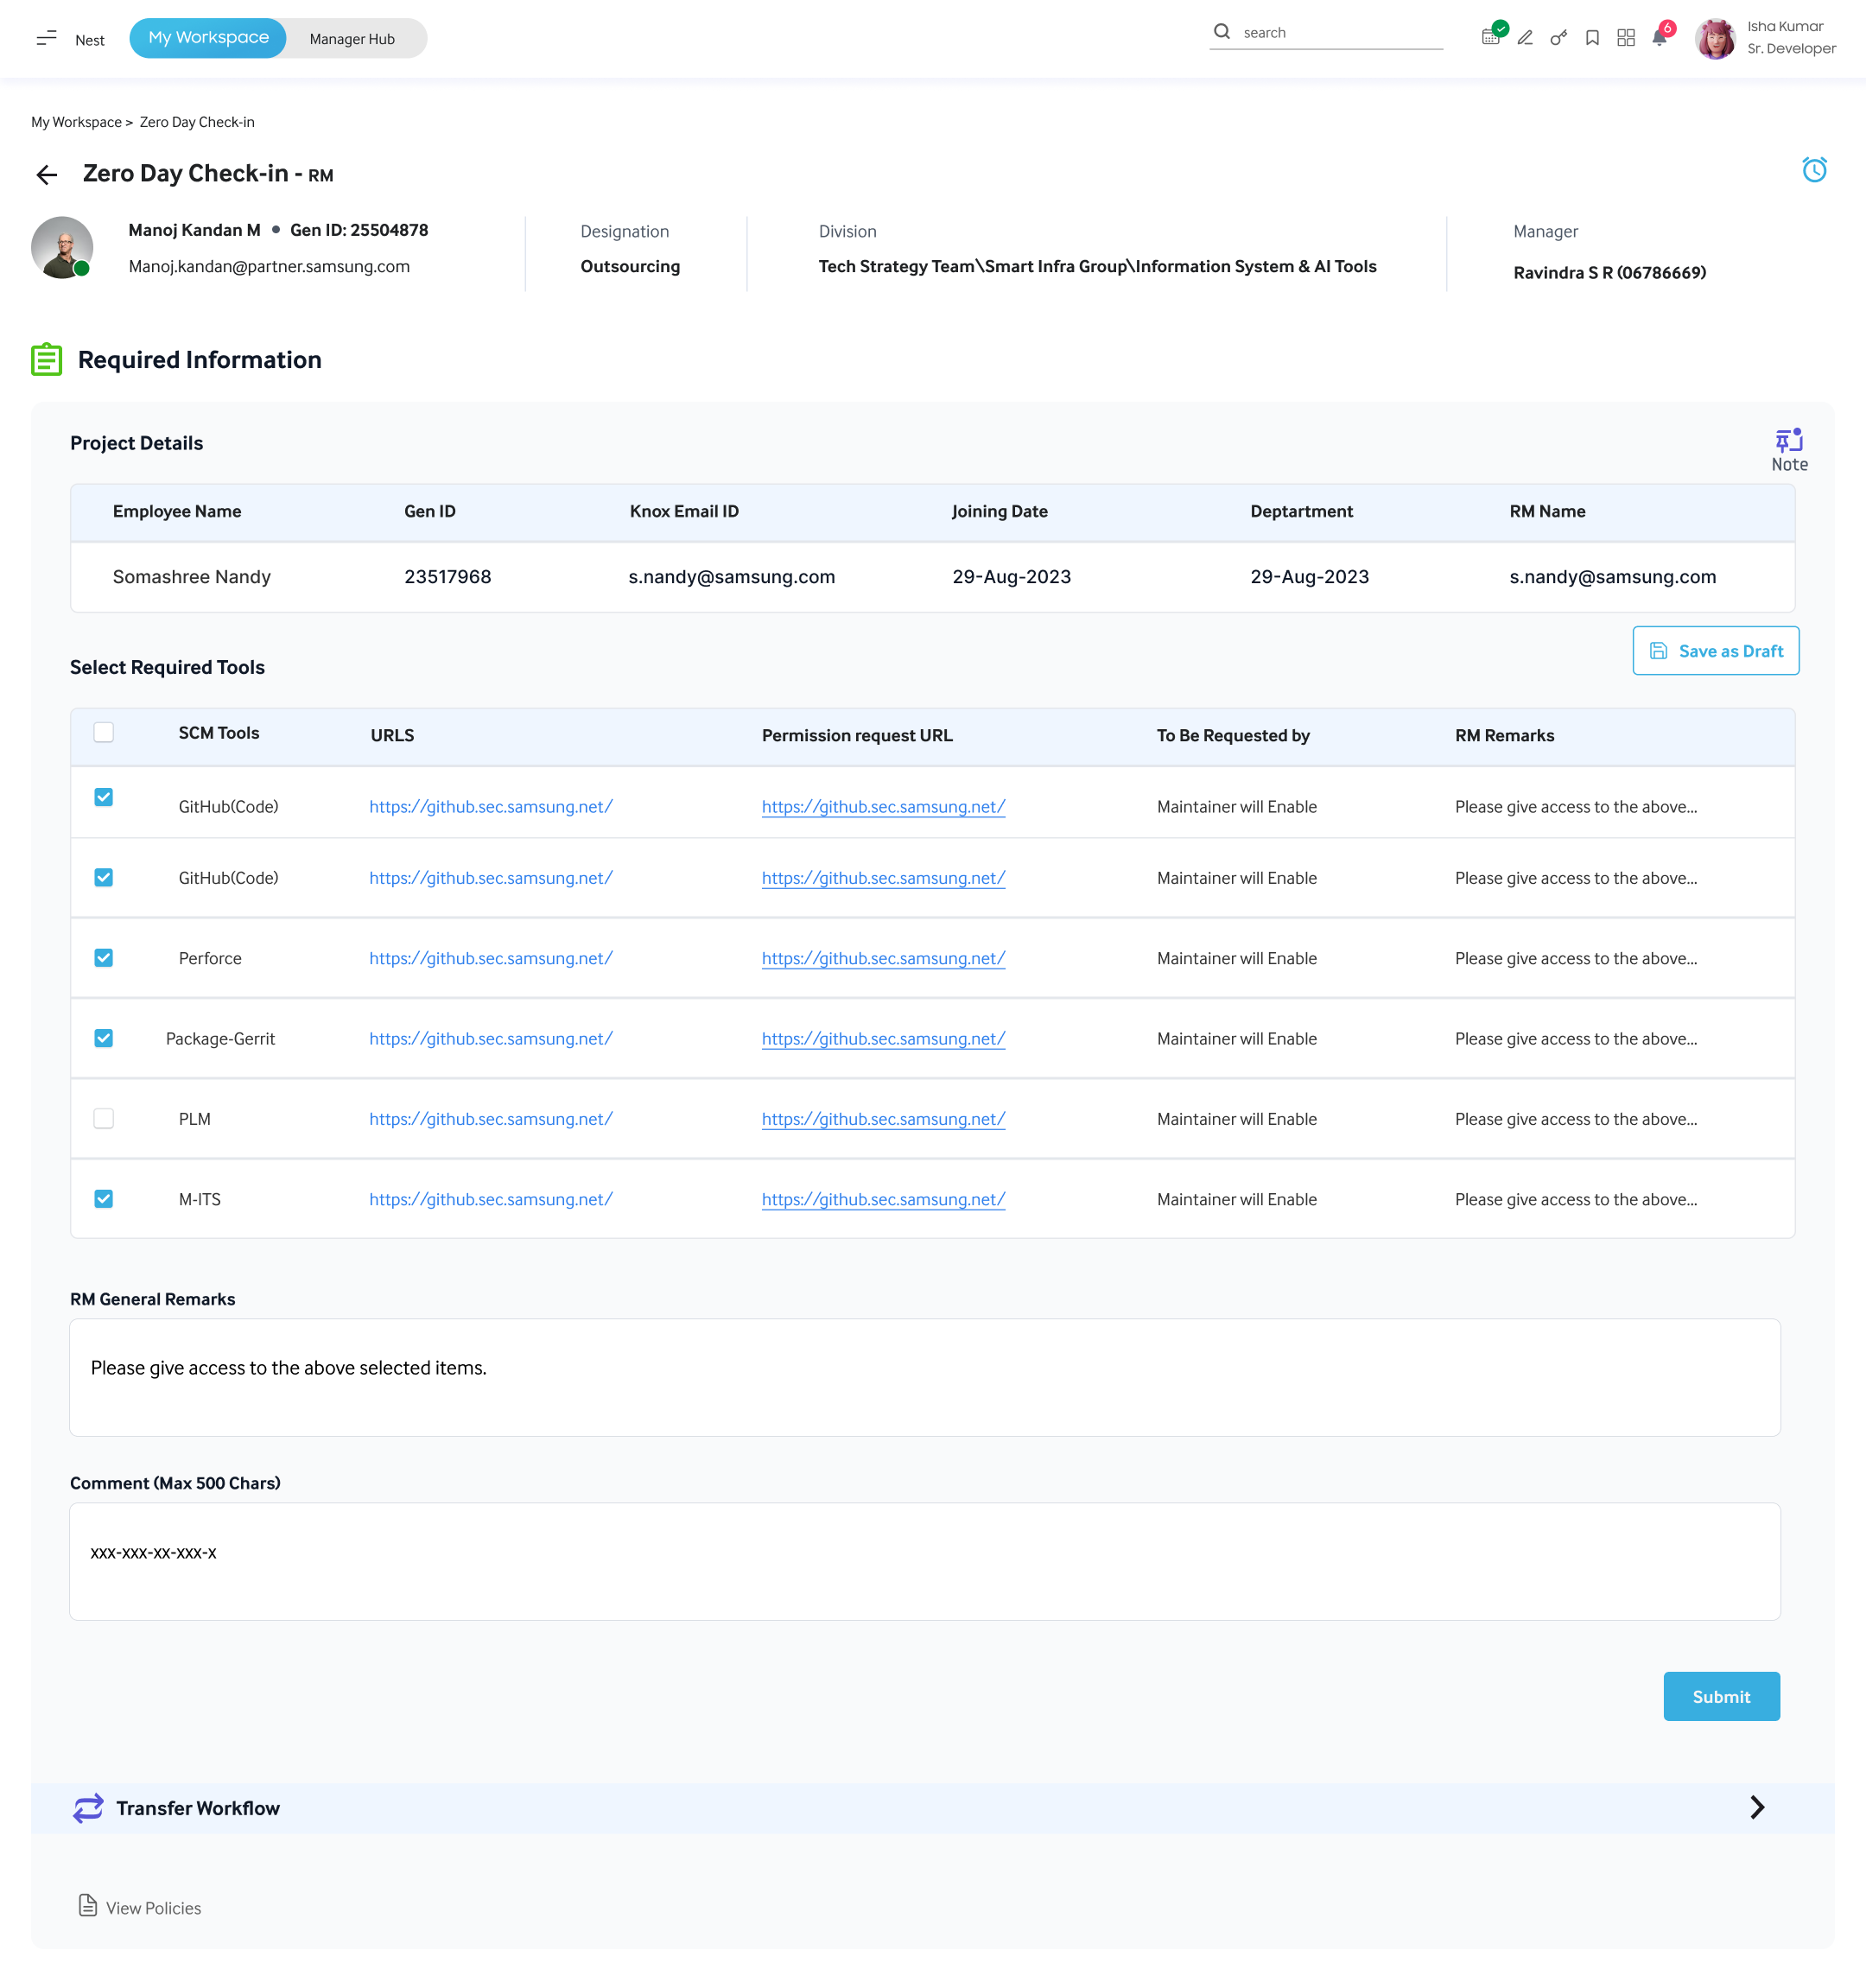 Nest
My Workspace
Manager Hub
search
6
Isha Kumar
Sr. Developer
My Workspace > Zero Day Check-in
Zero Day Check-in - RM
Manoj Kandan M • Gen ID: 25504878
Manoj.kandan@partner.samsung.com
Designation
Outsourcing
Division
Tech Strategy Team\Smart Infra Group\Information System & AI Tools
Manager
Ravindra S R (06786669)
Required Information
Project Details
Note
Employee Name Gen ID Knox Email ID Joining Date Deptartment RM Name
Somashree Nandy 23517968 s.nandy@samsung.com 29-Aug-2023 29-Aug-2023 s.nandy@samsung.com
Save as Draft
Select Required Tools
SCM Tools URLS Permission request URL To Be Requested by RM Remarks
GitHub(Code) https://github.sec.samsung.net/ https://github.sec.samsung.net/ Maintainer will Enable Please give access to the above...
GitHub(Code) https://github.sec.samsung.net/ https://github.sec.samsung.net/ Maintainer will Enable Please give access to the above...
Perforce https://github.sec.samsung.net/ https://github.sec.samsung.net/ Maintainer will Enable Please give access to the above...
Package-Gerrit https://github.sec.samsung.net/ https://github.sec.samsung.net/ Maintainer will Enable Please give access to the above...
PLM https://github.sec.samsung.net/ https://github.sec.samsung.net/ Maintainer will Enable Please give access to the above...
M-ITS https://github.sec.samsung.net/ https://github.sec.samsung.net/ Maintainer will Enable Please give access to the above...
RM General Remarks
Please give access to the above selected items.
Comment (Max 500 Chars)
xxx-xxx-xx-xxx-x
Submit
Transfer Workflow
View Policies